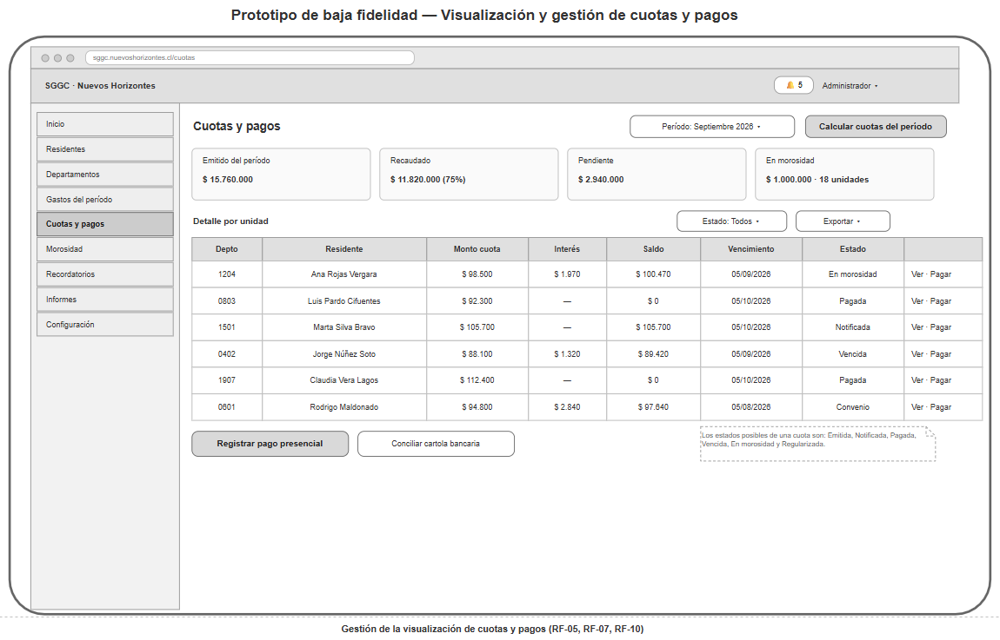 Prototipo de baja fidelidad — Visualización y gestión de cuotas y pagos
sggc.nuevoshorizontes.cl/cuotas
SGGC · Nuevos Horizontes
5
Administrador
Inicio
Residentes
Departamentos
Gastos del período
Cuotas y pagos
Morosidad
Recordatorios
Informes
Configuración
Cuotas y pagos
Período: Septiembre 2026
Calcular cuotas del período
Emitido del período
$ 15.760.000
Recaudado
$ 11.820.000 (75%)
Pendiente
$ 2.940.000
En morosidad
$ 1.000.000 · 18 unidades
Detalle por unidad
Estado: Todos
Exportar
Depto Residente Monto cuota Interés Saldo Vencimiento Estado
1204 Ana Rojas Vergara $ 98.500 $ 1.970 $ 100.470 05/09/2026 En morosidad Ver · Pagar
0803 Luis Pardo Cifuentes $ 92.300 — $ 0 05/10/2026 Pagada Ver · Pagar
1501 Marta Silva Bravo $ 105.700 — $ 105.700 05/10/2026 Notificada Ver · Pagar
0402 Jorge Núñez Soto $ 88.100 $ 1.320 $ 89.420 05/09/2026 Vencida Ver · Pagar
1907 Claudia Vera Lagos $ 112.400 — $ 0 05/10/2026 Pagada Ver · Pagar
0601 Rodrigo Maldonado $ 94.800 $ 2.840 $ 97.640 05/08/2026 Convenio Ver · Pagar
Registrar pago presencial
Conciliar cartola bancaria
Los estados posibles de una cuota son: Emitida, Notificada, Pagada,
Vencida, En morosidad y Regularizada.
Gestión de la visualización de cuotas y pagos (RF-05, RF-07, RF-10)